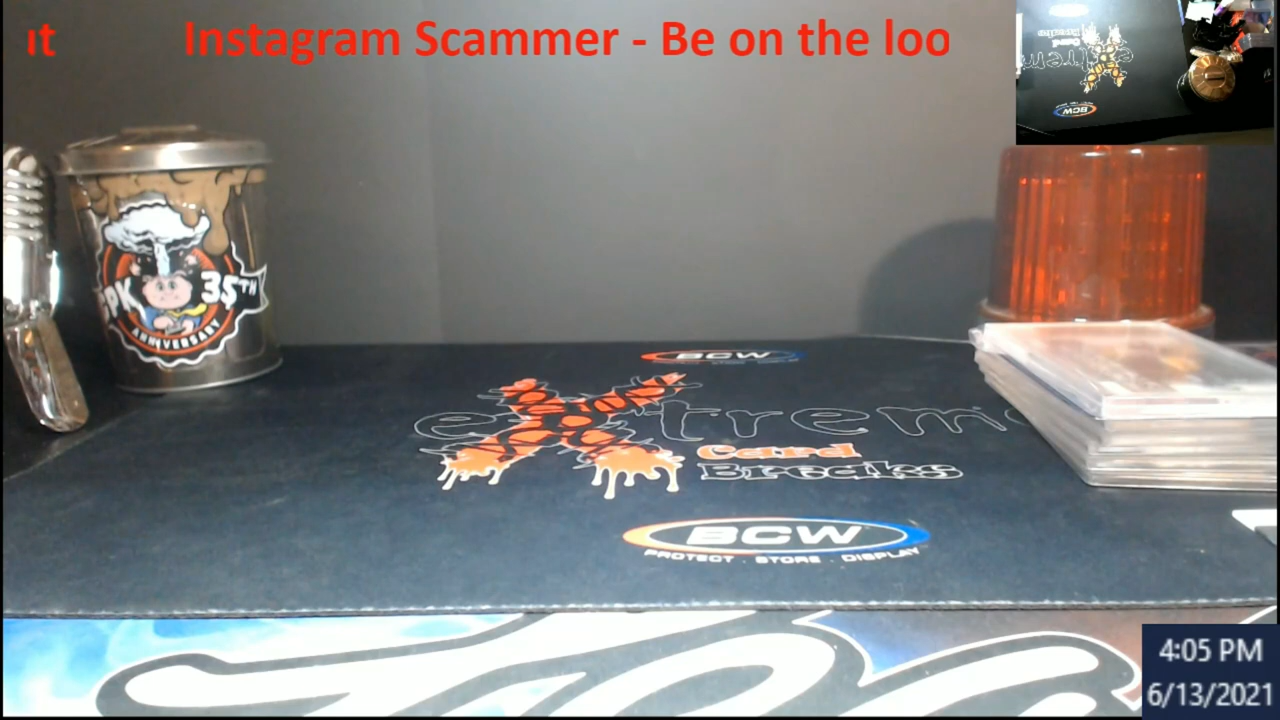 ut Instagram Scammer - Be on the loo
GPK 35TH
ANNIVERSARY
BCW
extreme
Card
Breaks
BCW
PROTECT . STORE . DISPLAY
4:05 PM
6/13/2021